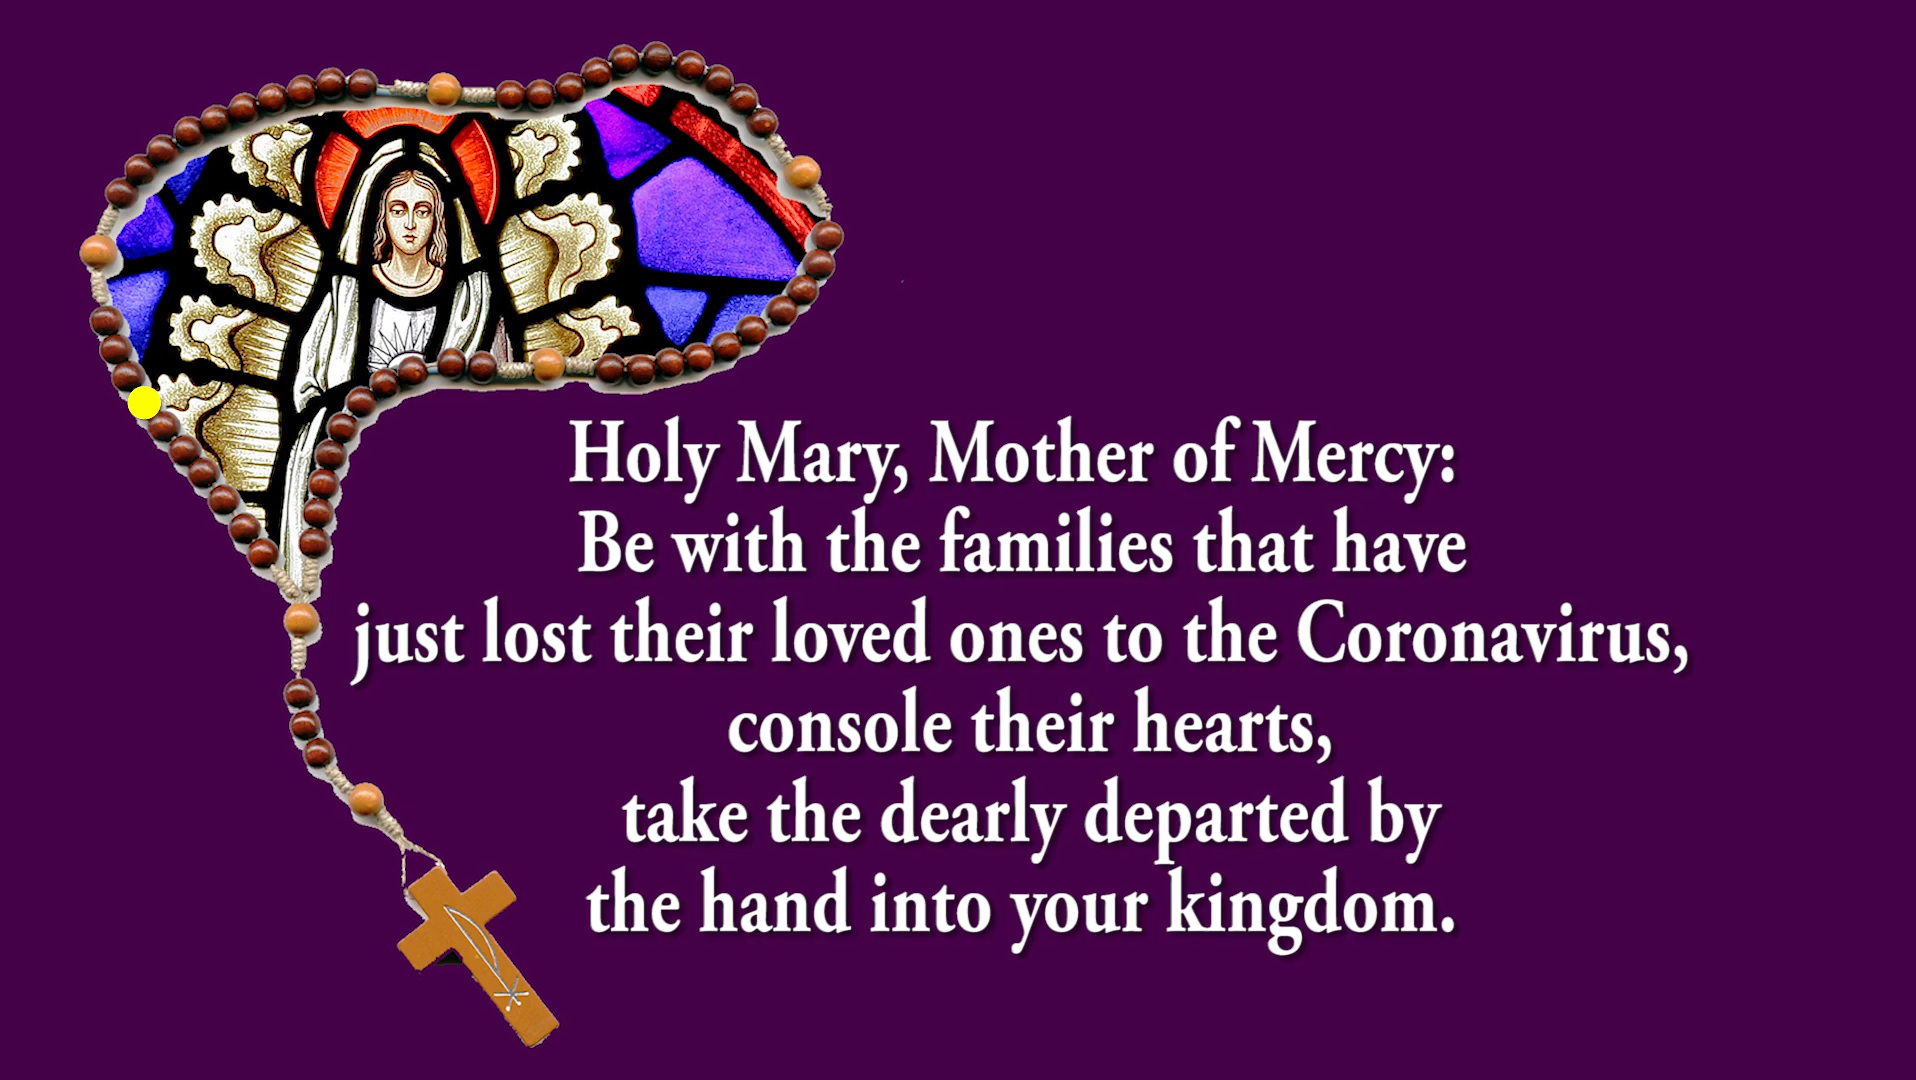 Holy Mary, Mother of Mercy:
Be with the families that have
just lost their loved ones to the Coronavirus,
console their hearts,
take the dearly departed by
the hand into your kingdom.